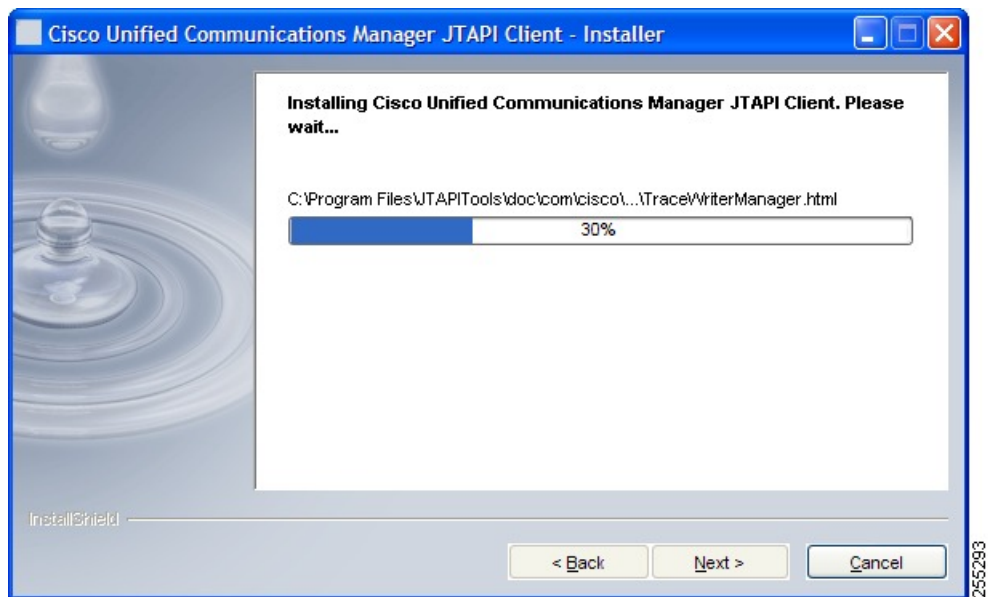 Cisco Unified Communications Manager JTAPI Client - Installer
Installing Cisco Unified Communications Manager JTAPI Client. Please
wait...
C:\Program Files\JTAPITools\doc\com\cisco\...\TraceWriterManager.html
30%
InstallShield
< Back
Next >
Cancel
255293